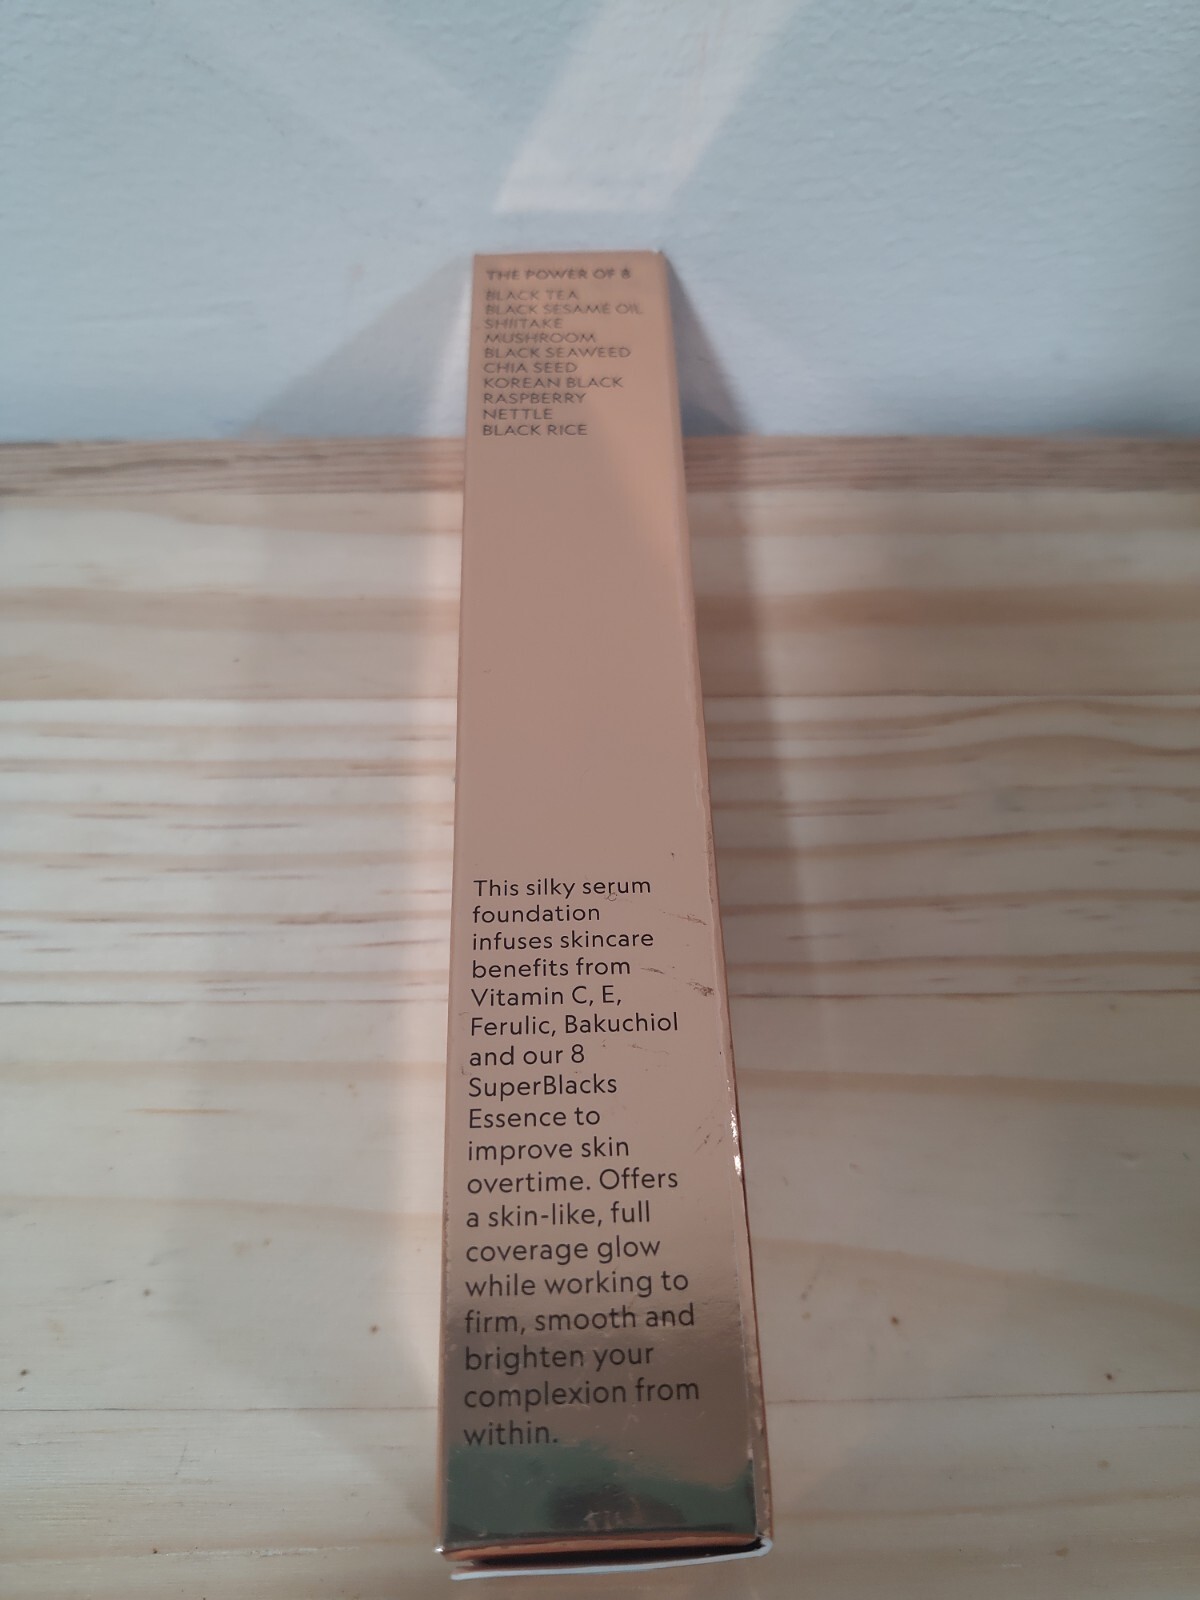 THE POWER OF 8
BLACK TEA
BLACK SESAME OIL
SHIITAKE
MUSHROOM
BLACK SEAWEED
CHIA SEED
KOREAN BLACK
RASPBERRY
NETTLE
BLACK RICE
This silky serum
foundation
infuses skincare
benefits from
Vitamin C, E,
Ferulic, Bakuchiol
and our 8
SuperBlacks
Essence to
improve skin
overtime. Offers
a skin-like, full
coverage glow
while working to
firm, smooth and
brighten your
complexion from
within.